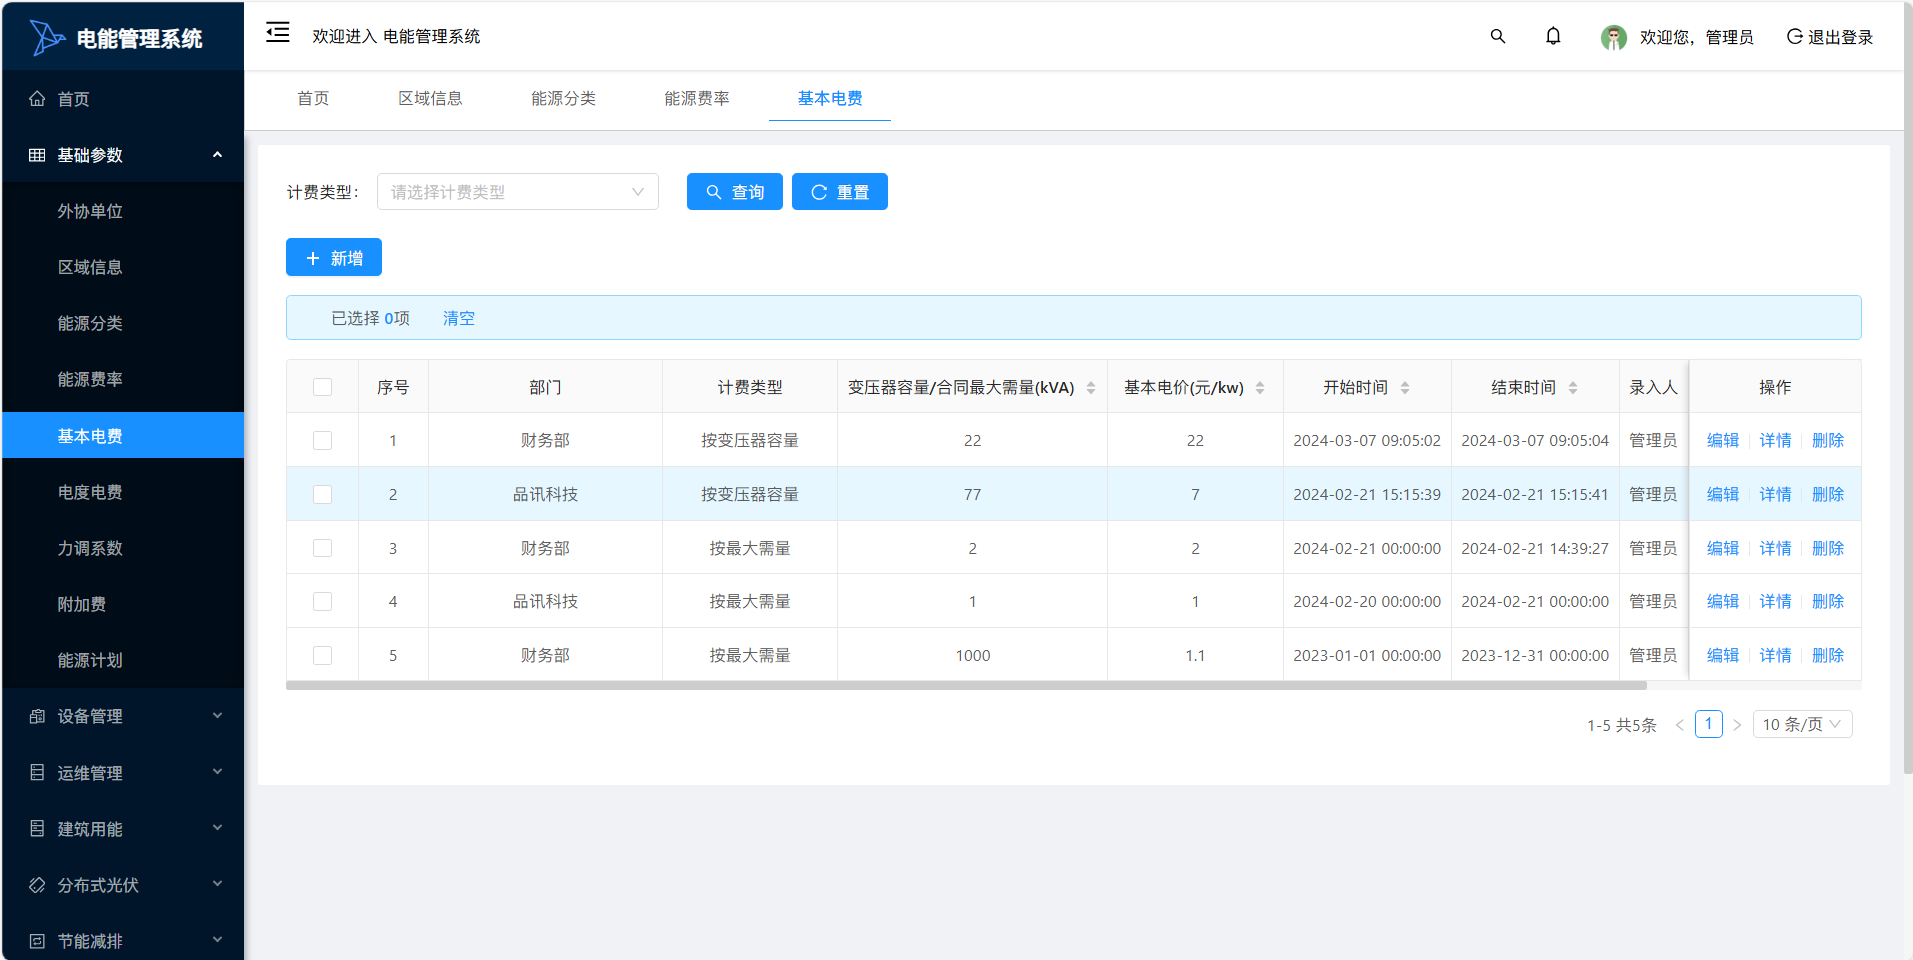 电能管理系统
欢迎进入 电能管理系统
欢迎您，管理员
退出登录
首页
基础参数
外协单位
区域信息
能源分类
能源费率
基本电费
电度电费
力调系数
附加费
能源计划
设备管理
运维管理
建筑用能
分布式光伏
节能减排
首页 区域信息 能源分类 能源费率 基本电费
计费类型： 请选择计费类型 查询 重置
新增
已选择 0项 清空
序号 部门 计费类型 变压器容量/合同最大需量(kVA) 基本电价(元/kw) 开始时间 结束时间 录入人 操作
1 财务部 按变压器容量 22 22 2024-03-07 09:05:02 2024-03-07 09:05:04 管理员 编辑 详情 删除
2 品讯科技 按变压器容量 77 7 2024-02-21 15:15:39 2024-02-21 15:15:41 管理员 编辑 详情 删除
3 财务部 按最大需量 2 2 2024-02-21 00:00:00 2024-02-21 14:39:27 管理员 编辑 详情 删除
4 品讯科技 按最大需量 1 1 2024-02-20 00:00:00 2024-02-21 00:00:00 管理员 编辑 详情 删除
5 财务部 按最大需量 1000 1.1 2023-01-01 00:00:00 2023-12-31 00:00:00 管理员 编辑 详情 删除
1-5 共5条 < 1 > 10 条/页